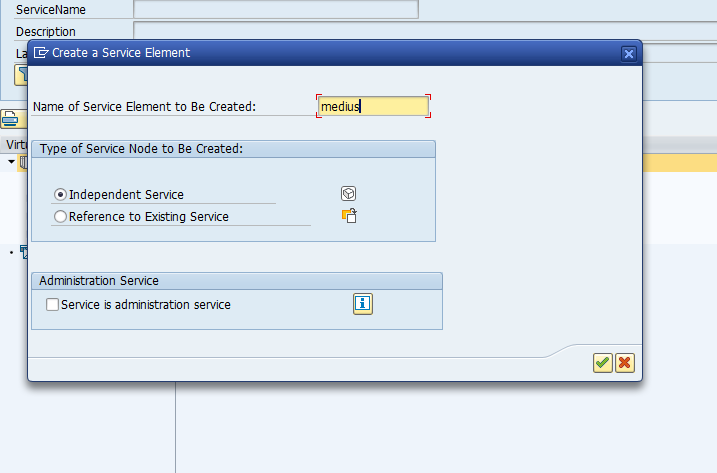 ServiceName
Description
La
Create a Service Element
Name of Service Element to Be Created: medius
Virtu
Type of Service Node to Be Created:
Independent Service
Reference to Existing Service
Administration Service
Service is administration service